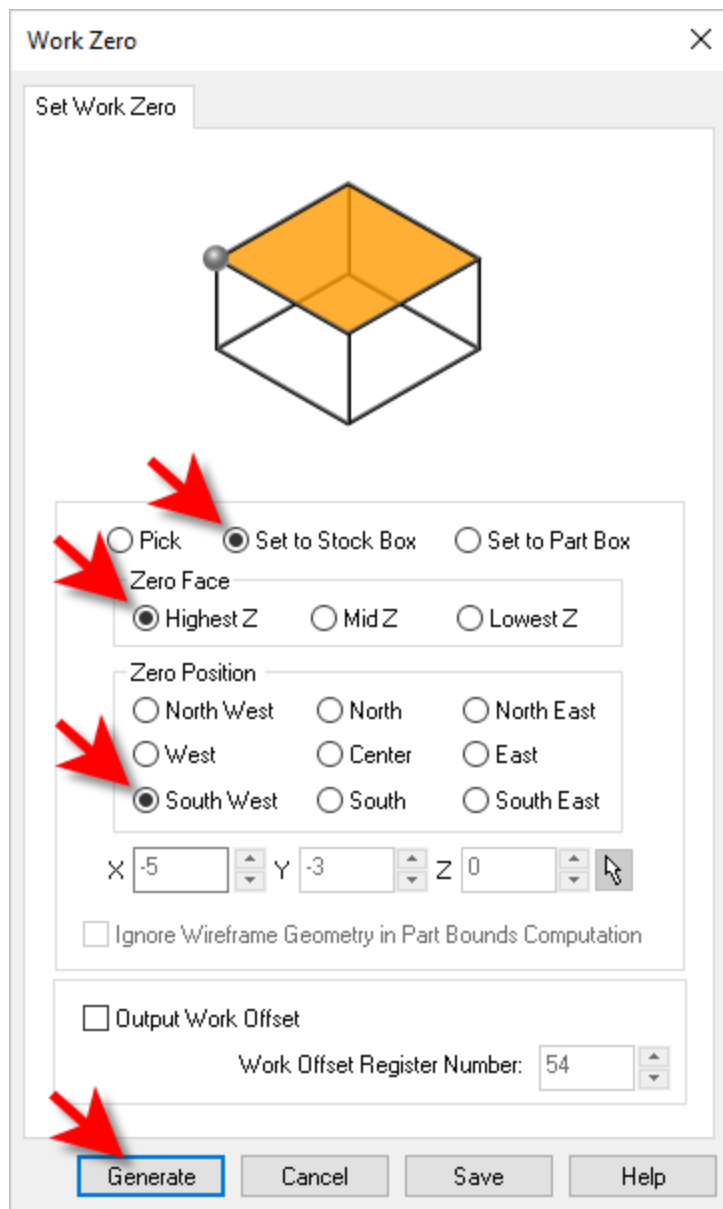 Work Zero
Set Work Zero
Pick Set to Stock Box Set to Part Box
Zero Face
Highest Z Mid Z Lowest Z
Zero Position
North West North North East
West Center East
South West South South East
X -5 Y -3 Z 0
Ignore Wireframe Geometry in Part Bounds Computation
Output Work Offset
Work Offset Register Number: 54
Generate Cancel Save Help